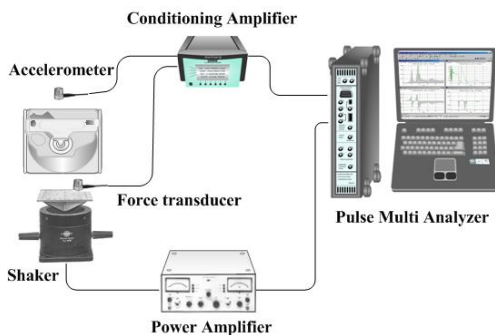 Conditioning Amplifier
Accelerometer
Force transducer
Pulse Multi Analyzer
Shaker
Power Amplifier